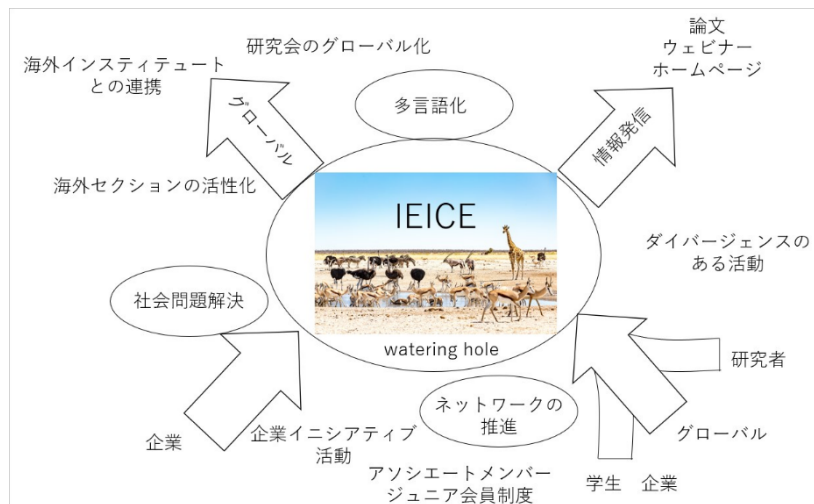 論文
ウェビナー
ホームページ
研究会のグローバル化
海外インスティテュート
との連携
多言語化
グローバル
情報発信
海外セクションの活性化
IEICE
ダイバージェンスの
ある活動
社会問題解決
watering hole
研究者
ネットワークの
推進
企業
企業イニシアティブ
活動
グローバル
アソシエートメンバー
ジュニア会員制度
学生 企業